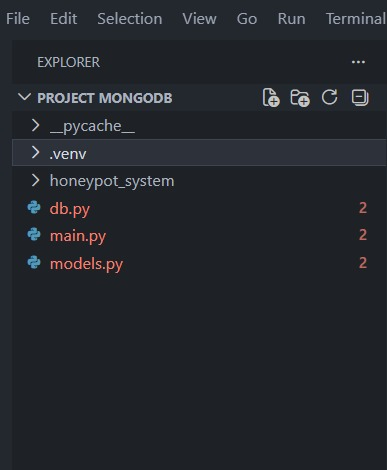 File Edit Selection View Go Run Terminal
EXPLORER
PROJECT MONGODB
__pycache__
.venv
honeypot_system
db.py 2
main.py 2
models.py 2